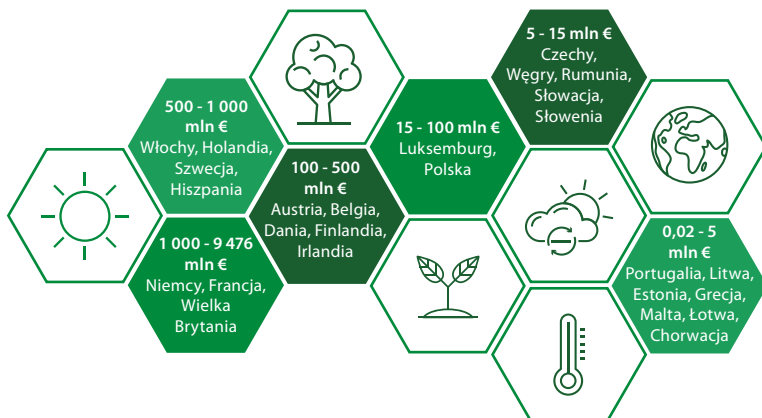 5 - 15 mln €
Czechy,
Węgry, Rumunia,
Słowacja,
Słowenia
500 - 1 000
mln €
Włochy, Holandia,
Szwecja,
Hiszpania
15 - 100 mln €
Luksemburg,
Polska
100 - 500
mln €
Austria, Belgia,
Dania, Finlandia,
Irlandia
1 000 - 9 476
mln €
Niemcy, Francja,
Wielka
Brytania
0,02 - 5
mln €
Portugalia, Litwa,
Estonia, Grecja,
Malta, Łotwa,
Chorwacja